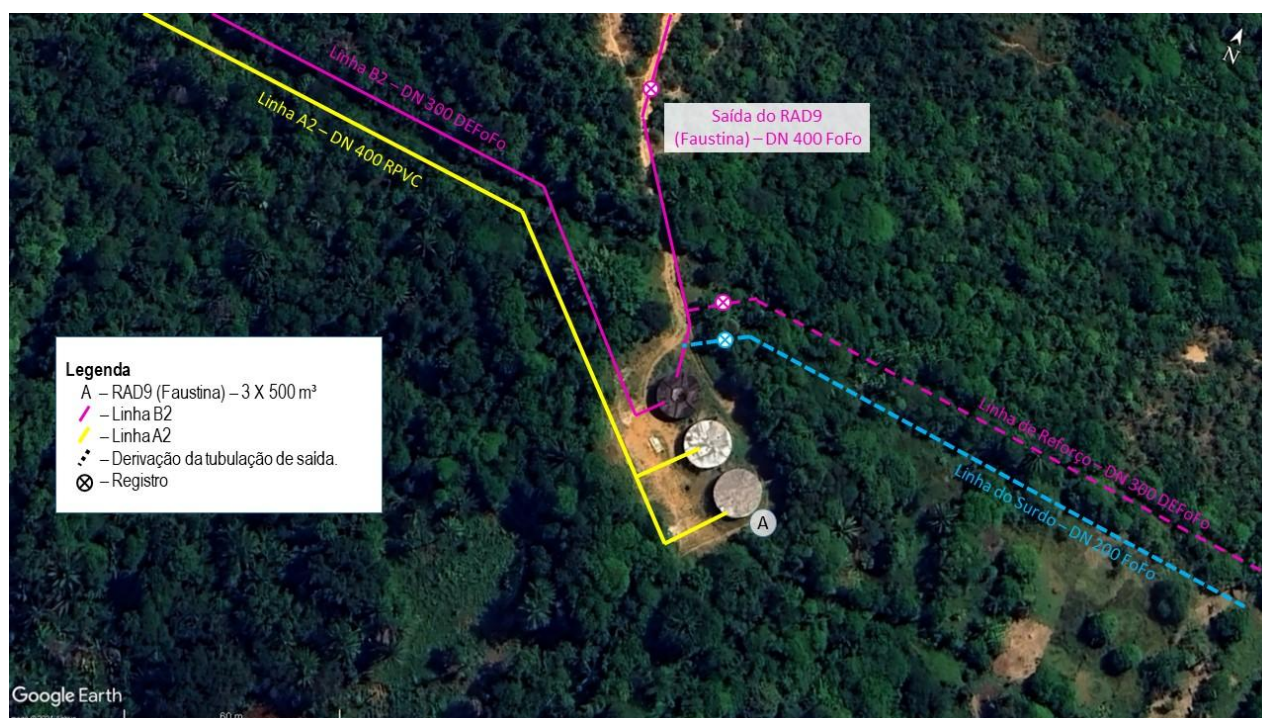 Linha B2 – DN 300 DEFoFo
Linha A2 – DN 400 RPVC
Saída do RAD9
(Faustina) – DN 400 FoFo
N
Legenda
A – RAD9 (Faustina) – 3 X 500 m³
– Linha B2
– Linha A2
– Derivação da tubulação de saída.
– Registro
Linha de Reforço – DN 300 DEFoFo
Linha do Surdo – DN 200 FoFo
A
Google Earth
60 m